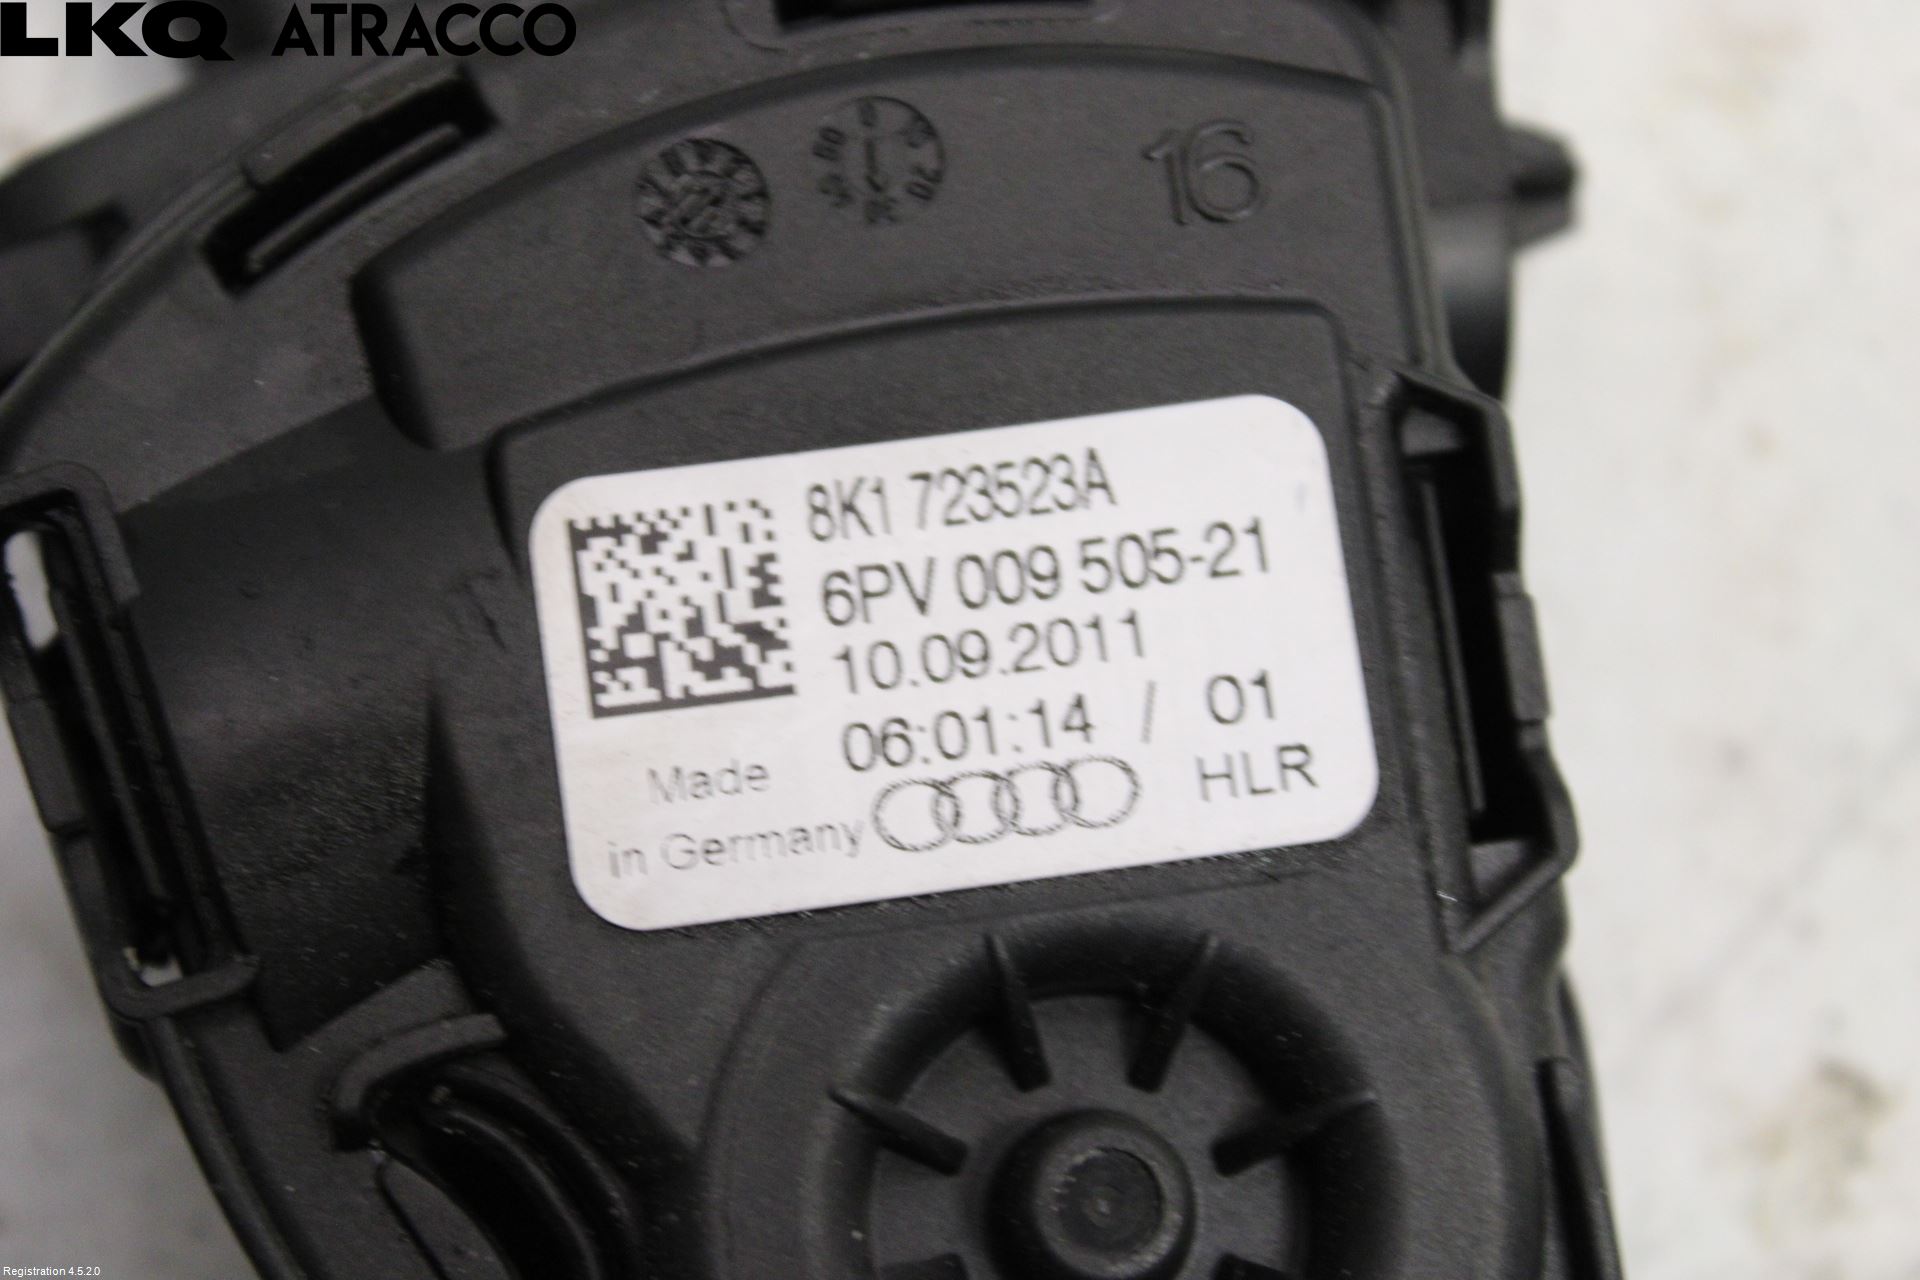 LKQ ATRACCO
16
8K1 723523A
6PV 009 505-21
10.09.2011
06:01:14 / 01
Made
in Germany
HLR
Registration 4.5.2.0